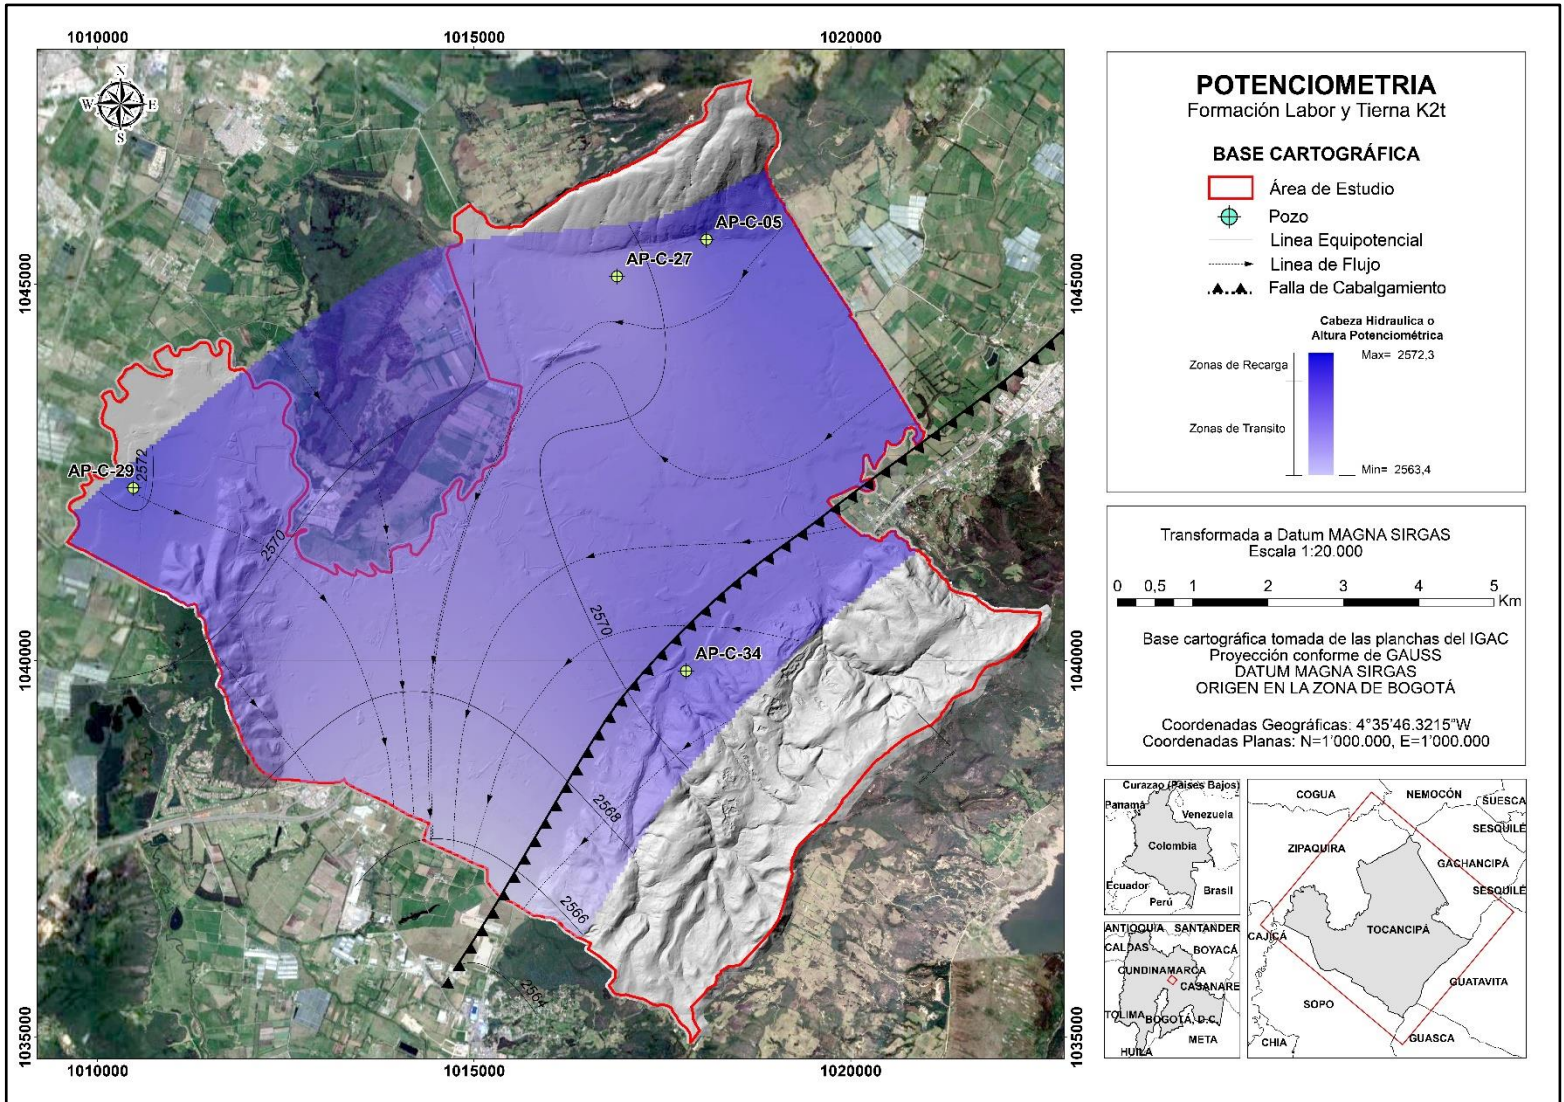 1010000
1015000
1020000
N
W
E
S
AP-C-05
AP-C-27
AP-C-29
AP-C-34
2572
2570
2570
2568
2566
2564
1045000
1040000
1035000
1045000
1040000
1035000
1010000
1015000
1020000
POTENCIOMETRIA
Formación Labor y Tierna K2t
BASE CARTOGRÁFICA
Área de Estudio
Pozo
Linea Equipotencial
Linea de Flujo
Falla de Cabalgamiento
Cabeza Hidraulica o
Altura Potenciométrica
Zonas de Recarga
Max= 2572,3
Zonas de Transito
Min= 2563,4
Transformada a Datum MAGNA SIRGAS
Escala 1:20.000
0 0,5 1 2 3 4 5
Km
Base cartográfica tomada de las planchas del IGAC
Proyección conforme de GAUSS
DATUM MAGNA SIRGAS
ORIGEN EN LA ZONA DE BOGOTÁ
Coordenadas Geográficas: 4°35'46.3215"W
Coordenadas Planas: N=1'000.000, E=1'000.000
Curazao (Paises Bajos)
Panamá
Venezuela
Colombia
Ecuador
Brasil
Perú
ANTIOQUIA SANTANDER
CALDAS
BOYACÁ
CUNDINAMARCA
CASANARE
TOLIMA
BOGOTÁ, D.C.
META
HUILA
COGUA
NEMOCÓN
SUESCA
SESQUILÉ
ZIPAQUIRA
GACHANCIPÁ
SESQUILÉ
CAJICÁ
TOCANCIPÁ
GUATAVITA
SOPO
GUASCA
CHIA